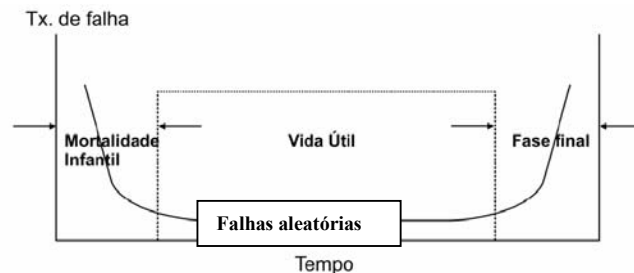 Tx. de falha
Mortalidade
Infantil
Vida Útil
Fase final
Falhas aleatórias
Tempo